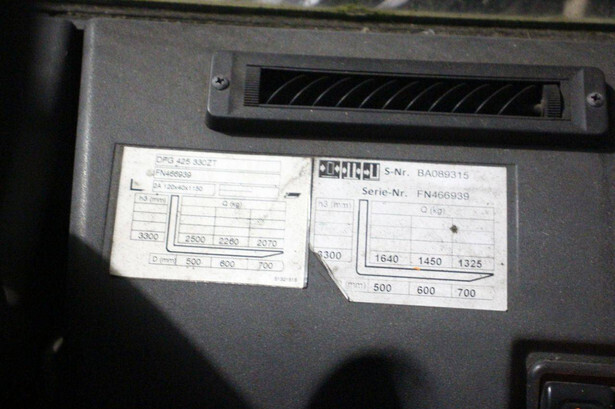 DFG 425 330ZT
FN466939
2A 120x40x1150
h3 (mm) Q (kg)
3300 2500 2260 2070
D (mm) 500 600 700
S-Nr. BA089315
Serie-Nr. FN466939
h3 (mm) Q (kg)
3300 1640 1450 1325
(mm) 500 600 700